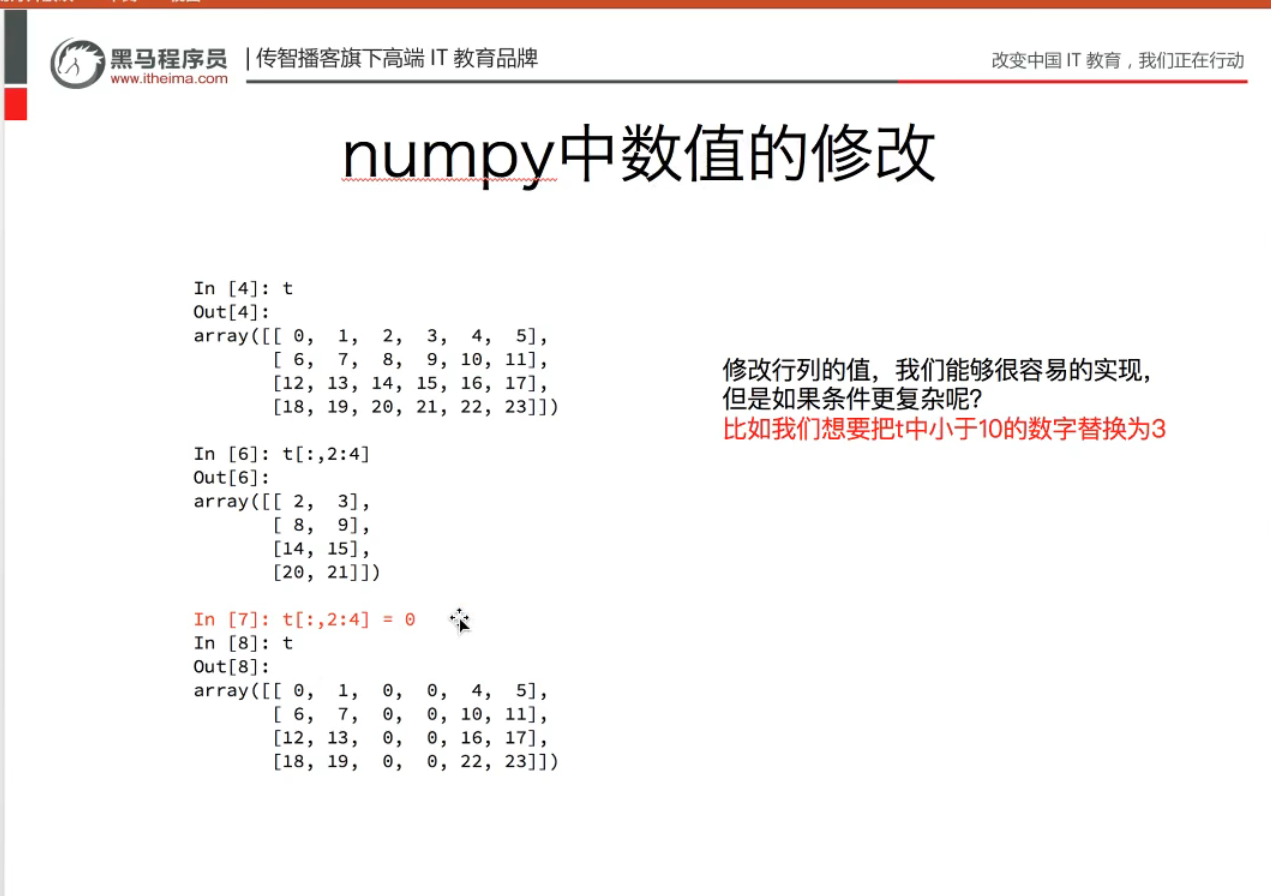 黑马程序员
www.itheima.com
传智播客旗下高端 IT 教育品牌
改变中国 IT 教育，我们正在行动
numpy中数值的修改
In [4]: t
Out[4]:
array([[ 0,  1,  2,  3,  4,  5],
       [ 6,  7,  8,  9, 10, 11],
       [12, 13, 14, 15, 16, 17],
       [18, 19, 20, 21, 22, 23]])
In [6]: t[:,2:4]
Out[6]:
array([[ 2,  3],
       [ 8,  9],
       [14, 15],
       [20, 21]])
In [7]: t[:,2:4] = 0
In [8]: t
Out[8]:
array([[ 0,  1,  0,  0,  4,  5],
       [ 6,  7,  0,  0, 10, 11],
       [12, 13,  0,  0, 16, 17],
       [18, 19,  0,  0, 22, 23]])
修改行列的值，我们能够很容易的实现，
但是如果条件更复杂呢？
比如我们想要把t中小于10的数字替换为3